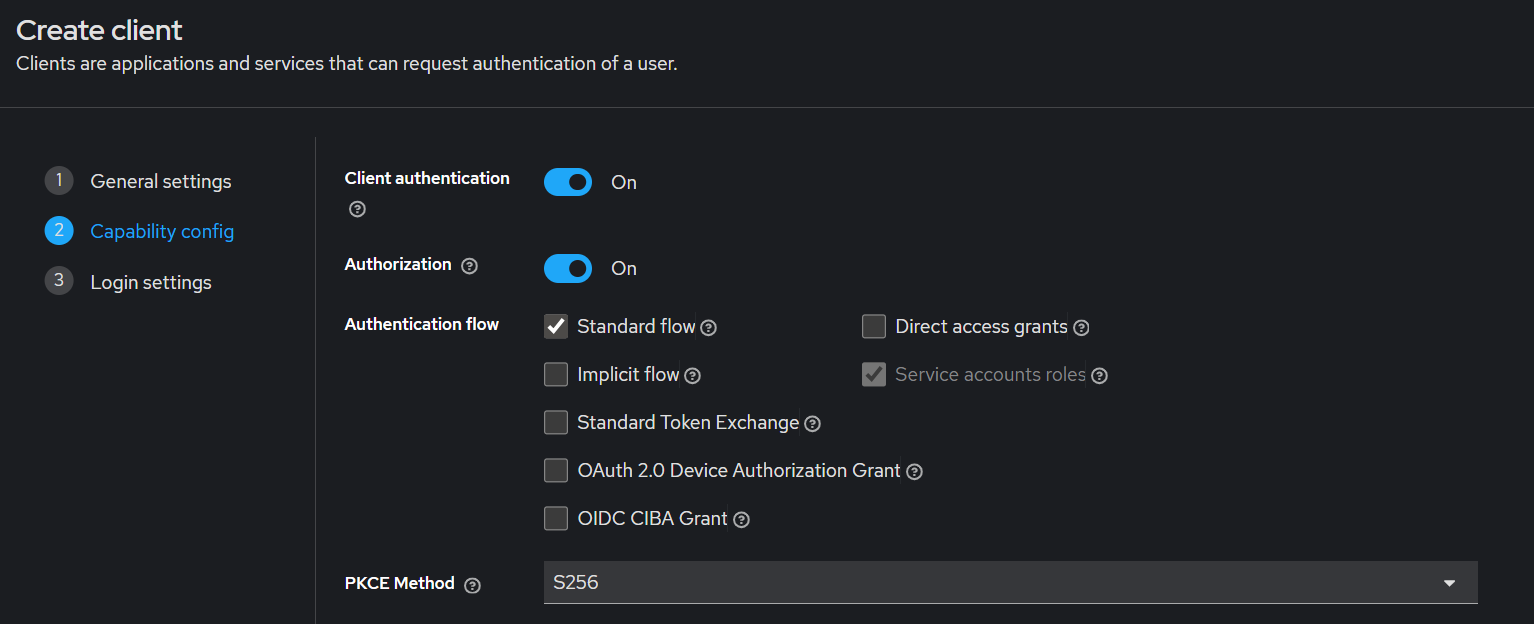 Create client
Clients are applications and services that can request authentication of a user.
1 General settings
2 Capability config
3 Login settings
Client authentication
On
Authorization
On
Authentication flow
Standard flow
Direct access grants
Implicit flow
Service accounts roles
Standard Token Exchange
OAuth 2.0 Device Authorization Grant
OIDC CIBA Grant
PKCE Method
S256